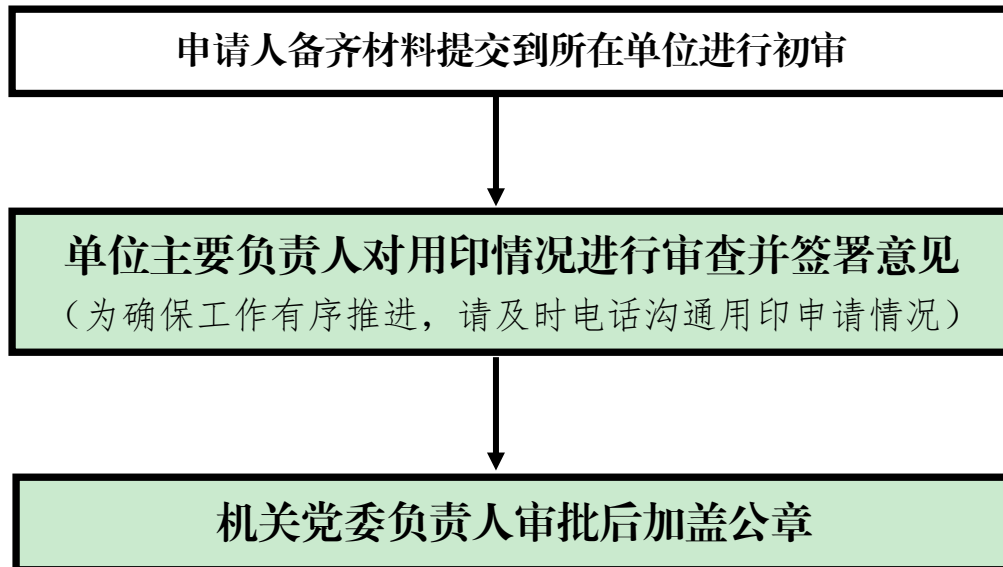 申请人备齐材料提交到所在单位进行初审
单位主要负责人对用印情况进行审查并签署意见
（为确保工作有序推进，请及时电话沟通用印申请情况）
机关党委负责人审批后加盖公章